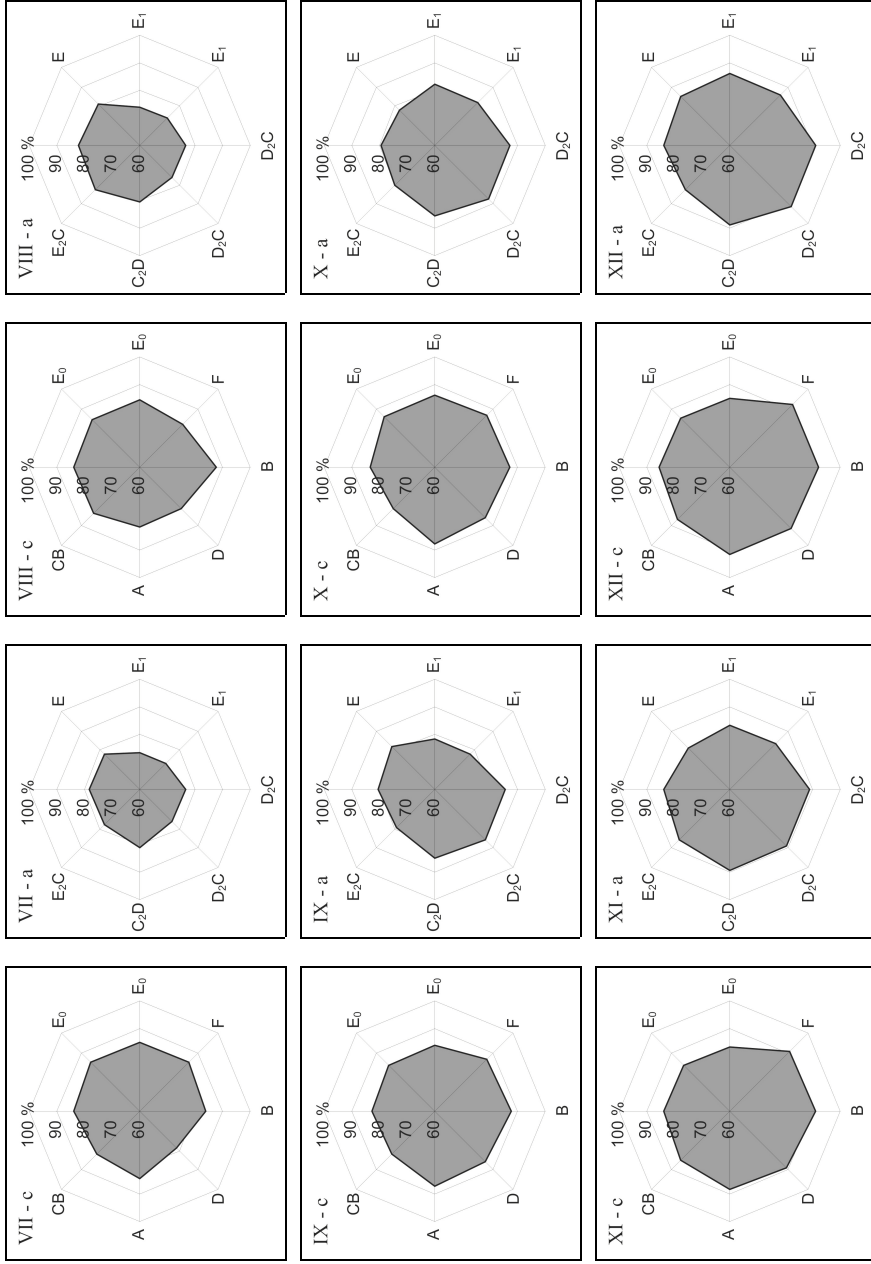 VII - c
100 %
CB
90
E₀
80
70
60
A
E₀
D
F
B
VII - a
100 %
E₂C
90
E
80
70
60
C₂D
E₁
D₂C
E₁
D₂C
VIII - c
100 %
CB
90
E₀
80
70
60
A
E₀
D
F
B
VIII - a
100 %
E₂C
90
E
80
70
60
C₂D
E₁
D₂C
E₁
D₂C
IX - c
100 %
CB
90
E₀
80
70
60
A
E₀
D
F
B
IX - a
100 %
E₂C
90
E
80
70
60
C₂D
E₁
D₂C
E₁
D₂C
X - c
100 %
CB
90
E₀
80
70
60
A
E₀
D
F
B
X - a
100 %
E₂C
90
E
80
70
60
C₂D
E₁
D₂C
E₁
D₂C
XI - c
100 %
CB
90
E₀
80
70
60
A
E₀
D
F
B
XI - a
100 %
E₂C
90
E
80
70
60
C₂D
E₁
D₂C
E₁
D₂C
XII - c
100 %
CB
90
E₀
80
70
60
A
E₀
D
F
B
XII - a
100 %
E₂C
90
E
80
70
60
C₂D
E₁
D₂C
E₁
D₂C